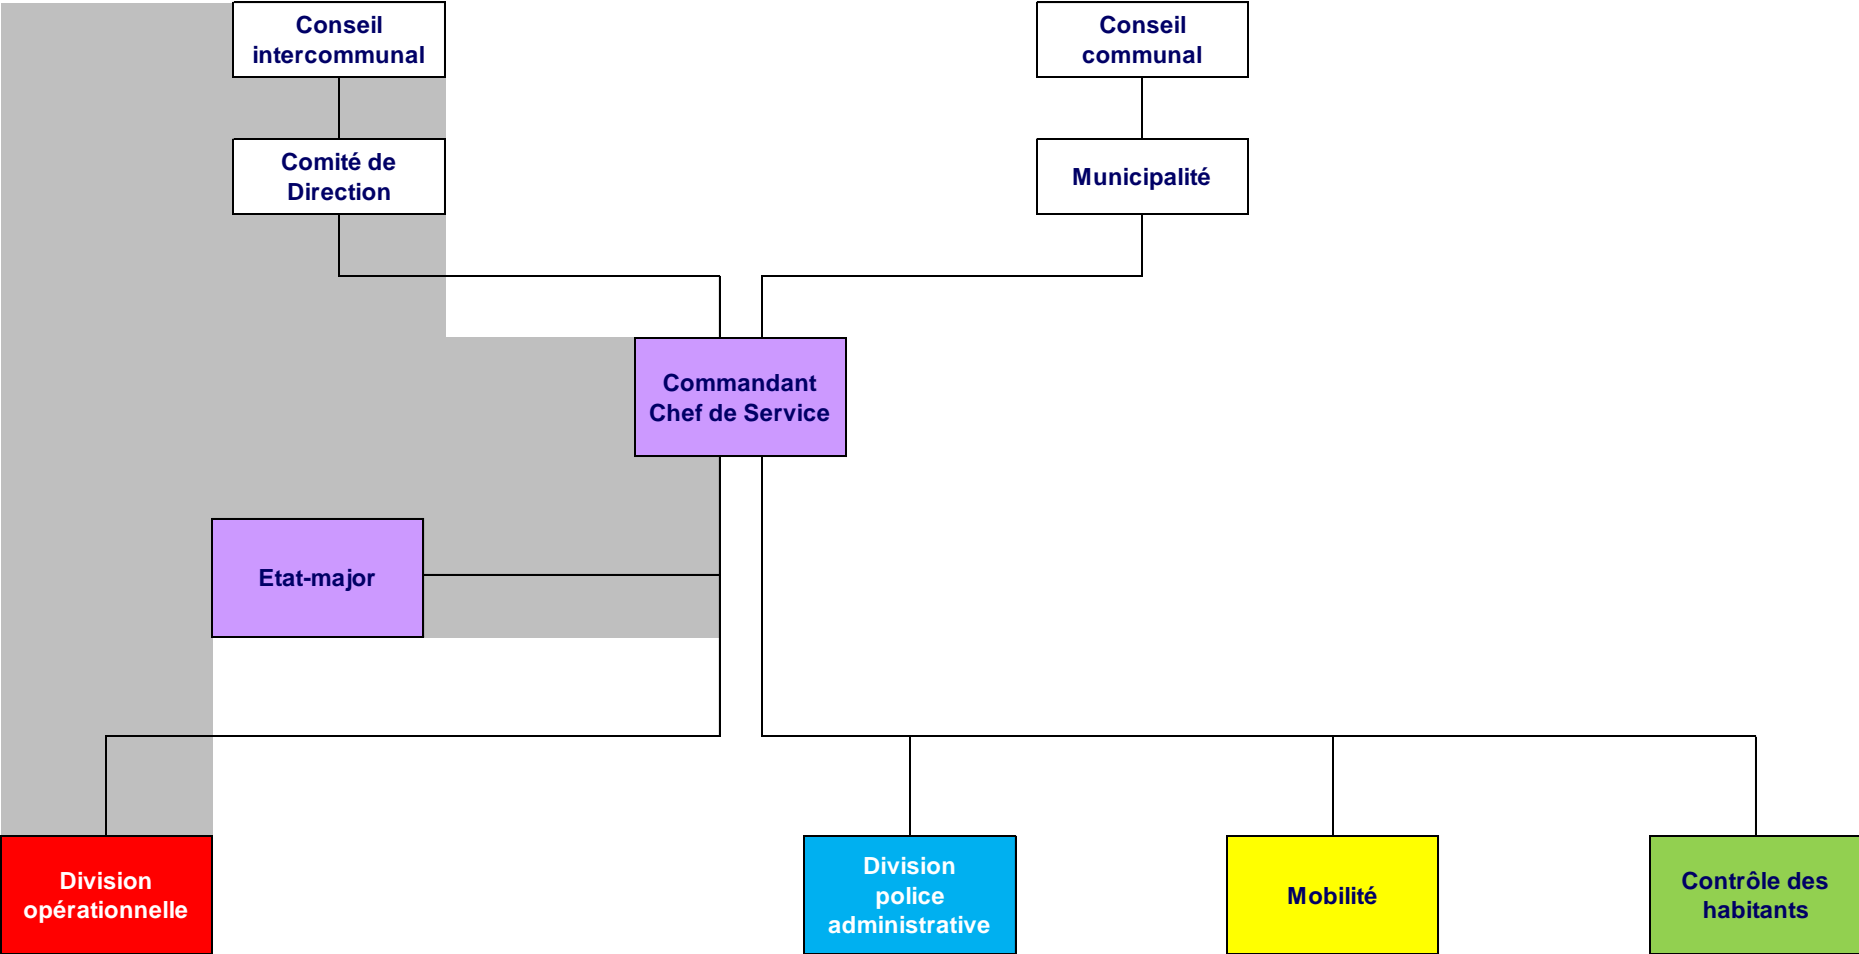 Conseil
intercommunal
Conseil
communal
Comité de
Direction
Municipalité
Commandant
Chef de Service
Etat-major
Division
opérationnelle
Division
police
administrative
Mobilité
Contrôle des
habitants